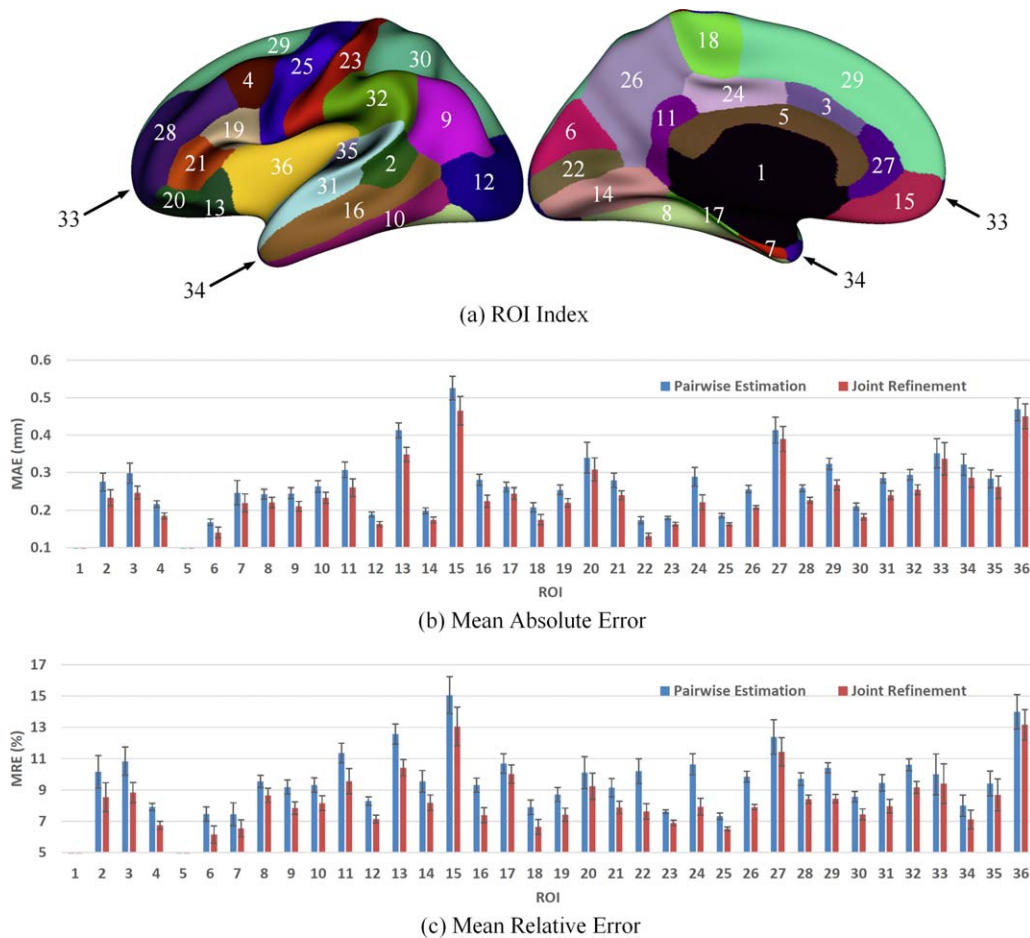 29 25 23 30
4 32
28 19 9
21 36 35 2
20 13 31 12
33 16 10
34
18
26 24 29
11 5 3
6 27
22 1
14 15
8 17
7 33
34
(a) ROI Index
0.6
0.5
0.4
0.3
0.2
0.1
MAE (mm)
Pairwise Estimation Joint Refinement
1 2 3 4 5 6 7 8 9 10 11 12 13 14 15 16 17 18 19 20 21 22 23 24 25 26 27 28 29 30 31 32 33 34 35 36
ROI
(b) Mean Absolute Error
17
15
13
11
9
7
5
MRE (%)
Pairwise Estimation Joint Refinement
1 2 3 4 5 6 7 8 9 10 11 12 13 14 15 16 17 18 19 20 21 22 23 24 25 26 27 28 29 30 31 32 33 34 35 36
ROI
(c) Mean Relative Error